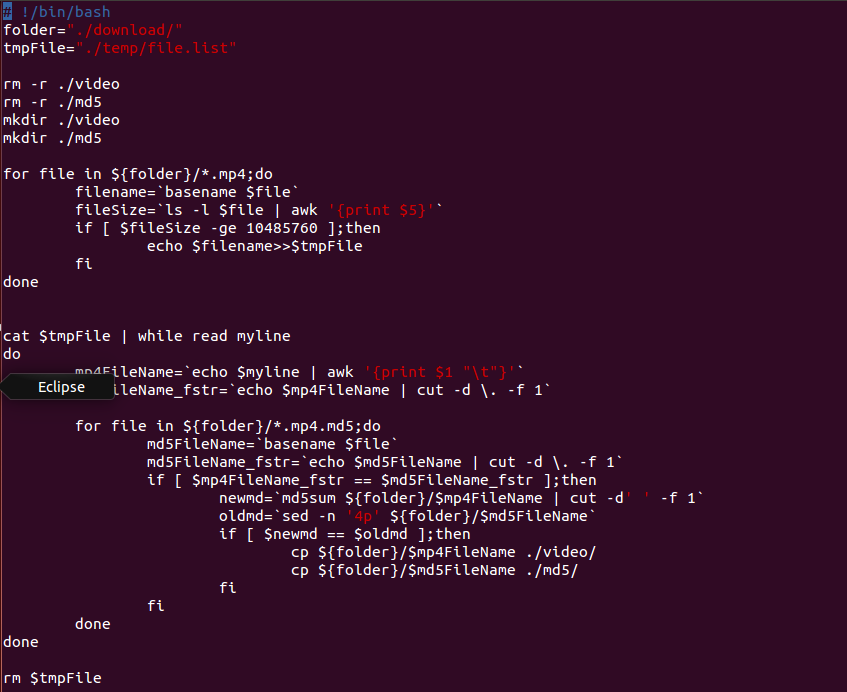 # !/bin/bash
folder="./download/"
tmpFile="./temp/file.list"
rm -r ./video
rm -r ./md5
mkdir ./video
mkdir ./md5
for file in ${folder}/*.mp4;do
filename=`basename $file`
fileSize=`ls -l $file | awk '{print $5}'`
if [ $fileSize -ge 10485760 ];then
echo $filename>>$tmpFile
fi
done
cat $tmpFile | while read myline
do
mp4FileName=`echo $myline | awk '{print $1 "\t"}'`
Eclipse
ileName_fstr=`echo $mp4FileName | cut -d \. -f 1`
for file in ${folder}/*.mp4.md5;do
md5FileName=`basename $file`
md5FileName_fstr=`echo $md5FileName | cut -d \. -f 1`
if [ $mp4FileName_fstr == $md5FileName_fstr ];then
newmd=`md5sum ${folder}/$mp4FileName | cut -d' ' -f 1`
oldmd=`sed -n '4p' ${folder}/$md5FileName`
if [ $newmd == $oldmd ];then
cp ${folder}/$mp4FileName ./video/
cp ${folder}/$md5FileName ./md5/
fi
fi
done
done
rm $tmpFile